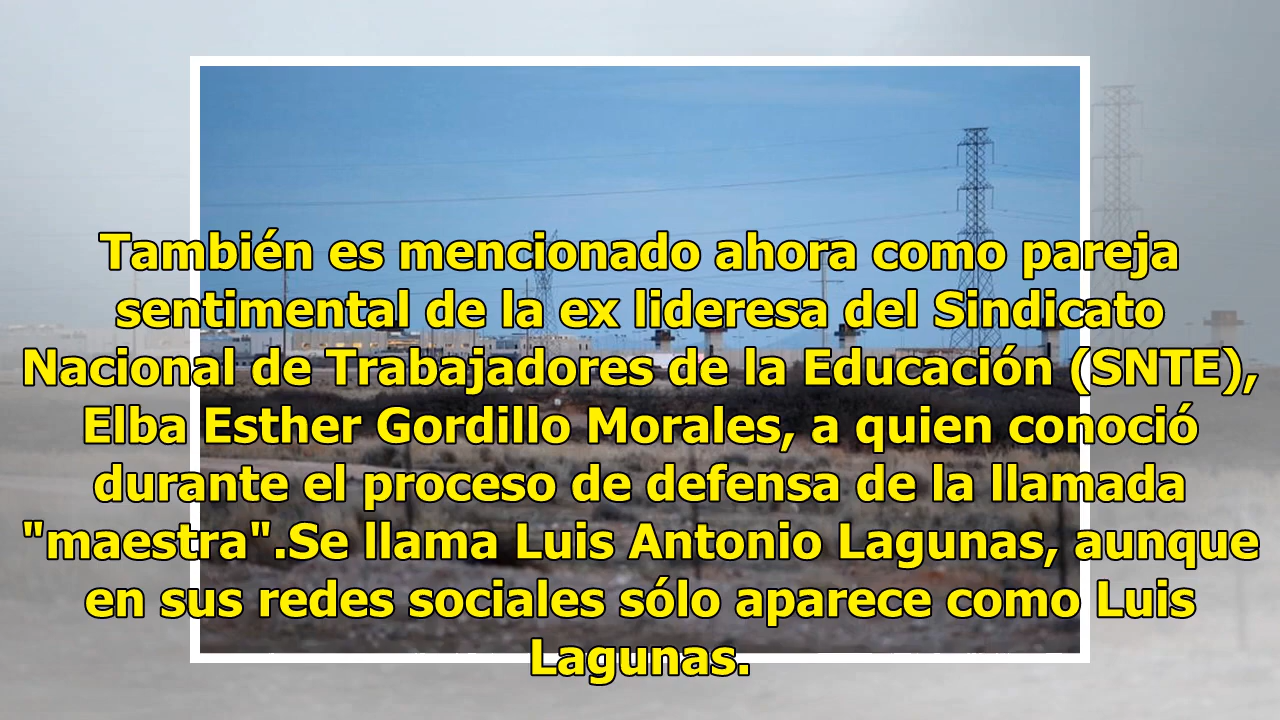 También es mencionado ahora como pareja
sentimental de la ex lideresa del Sindicato
Nacional de Trabajadores de la Educación (SNTE),
Elba Esther Gordillo Morales, a quien conoció
durante el proceso de defensa de la llamada
"maestra".Se llama Luis Antonio Lagunas, aunque
en sus redes sociales sólo aparece como Luis
Lagunas.